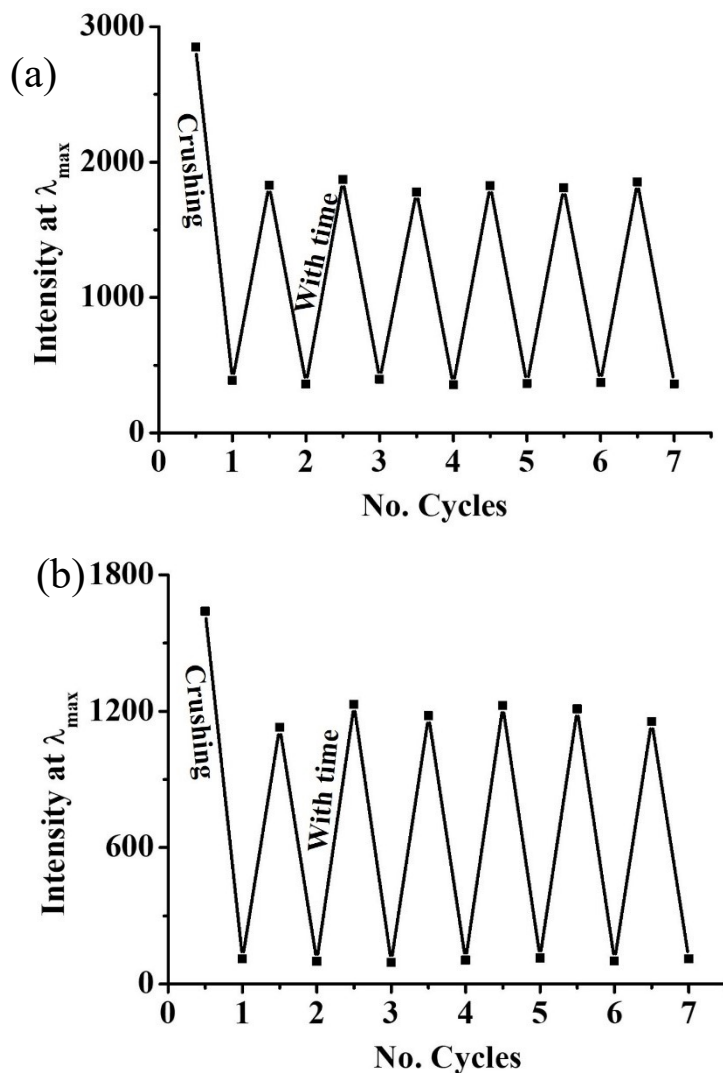 (a)
3000
2000
1000
0
Intensity at λmax
Crushing
With time
0 1 2 3 4 5 6 7
No. Cycles
(b)
1800
1200
600
0
Intensity at λmax
Crushing
With time
0 1 2 3 4 5 6 7
No. Cycles